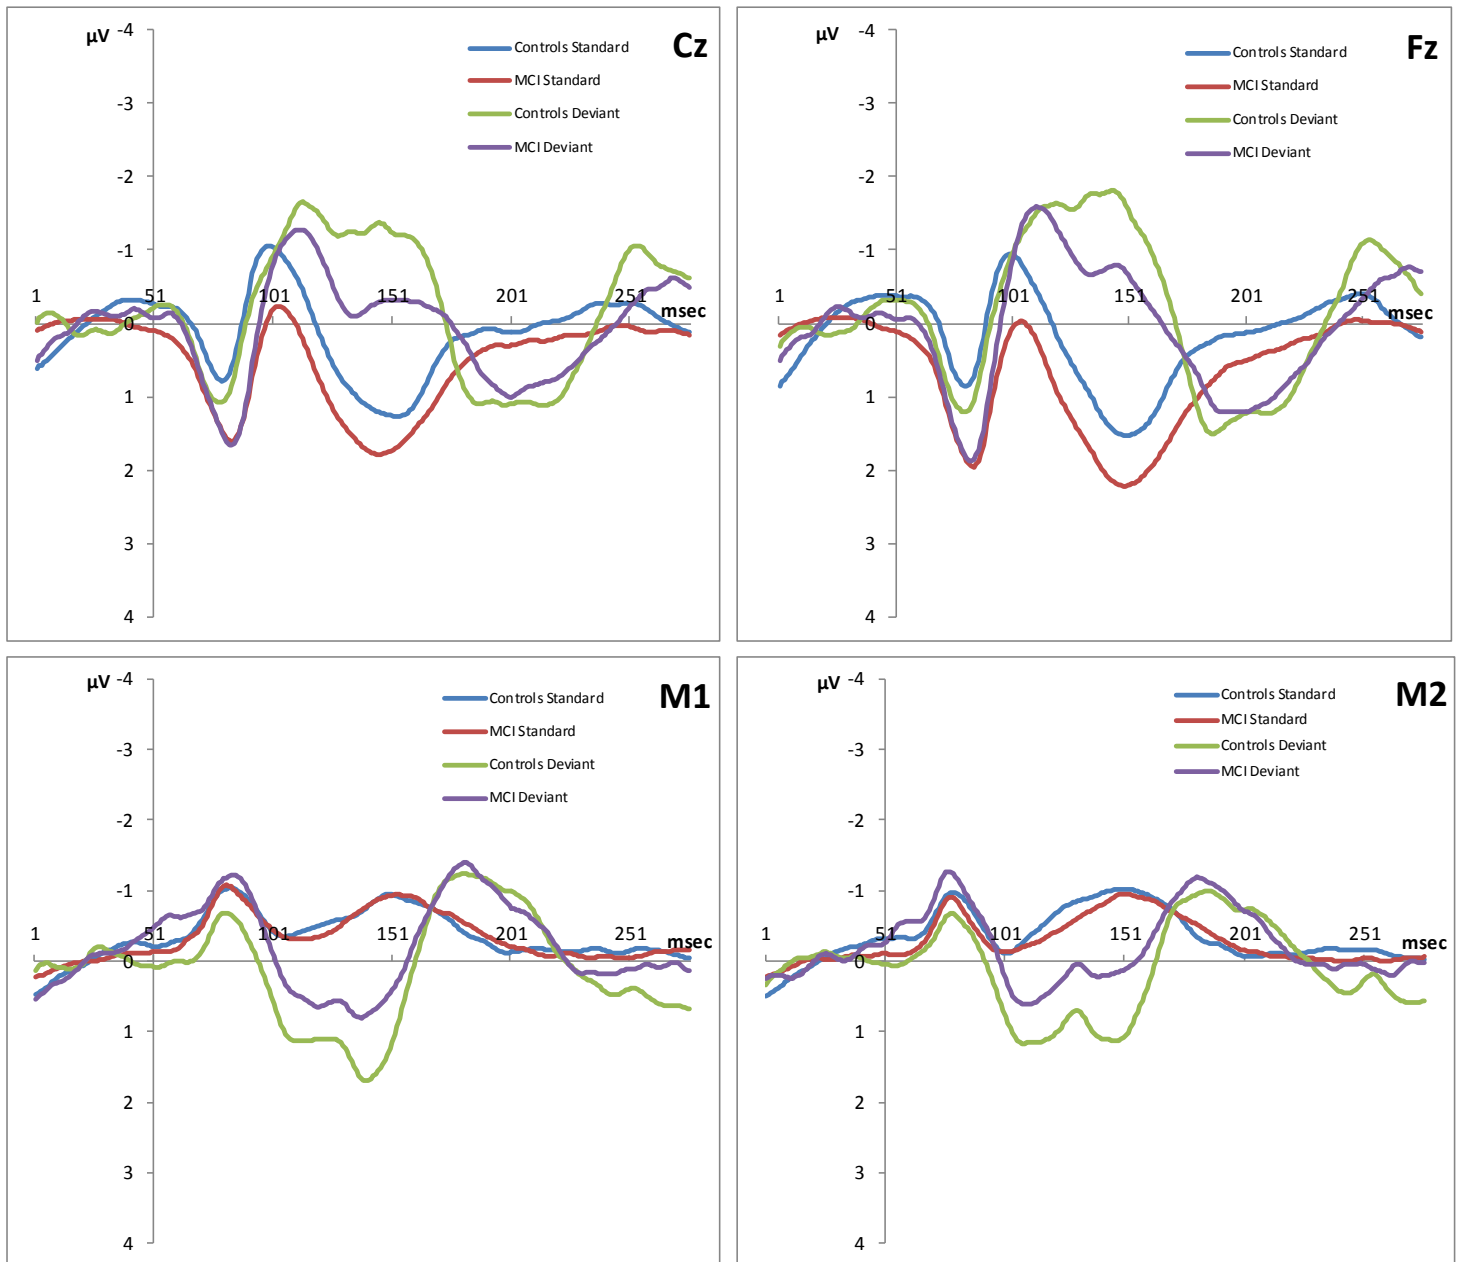 µV
-4
-3
-2
-1
0
1
2
3
4
1
51
101
151
201
251
msec
Controls Standard
MCI Standard
Controls Deviant
MCI Deviant
Cz
µV
-4
-3
-2
-1
0
1
2
3
4
1
51
101
151
201
251
msec
Controls Standard
MCI Standard
Controls Deviant
MCI Deviant
Fz
µV
-4
-3
-2
-1
0
1
2
3
4
1
51
101
151
201
251
msec
Controls Standard
MCI Standard
Controls Deviant
MCI Deviant
M1
µV
-4
-3
-2
-1
0
1
2
3
4
1
51
101
151
201
251
msec
Controls Standard
MCI Standard
Controls Deviant
MCI Deviant
M2